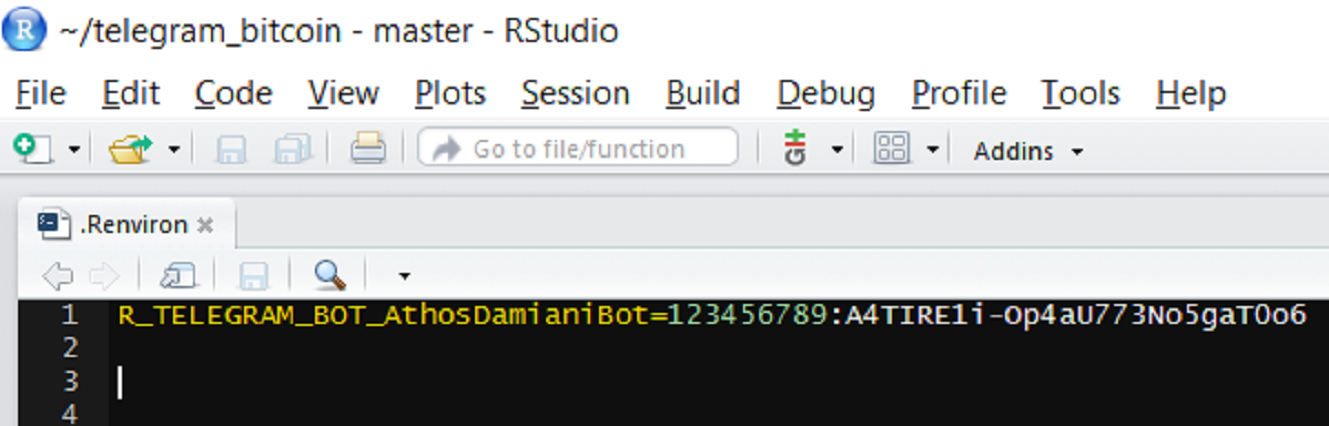 R ~/telegram_bitcoin - master - RStudio
File Edit Code View Plots Session Build Debug Profile Tools Help
Go to file/function Addins
.Renviron
1 R_TELEGRAM_BOT_AthosDamianiBot=123456789:A4TIRE1i-Op4aU773No5gaT0o6
2
3
4